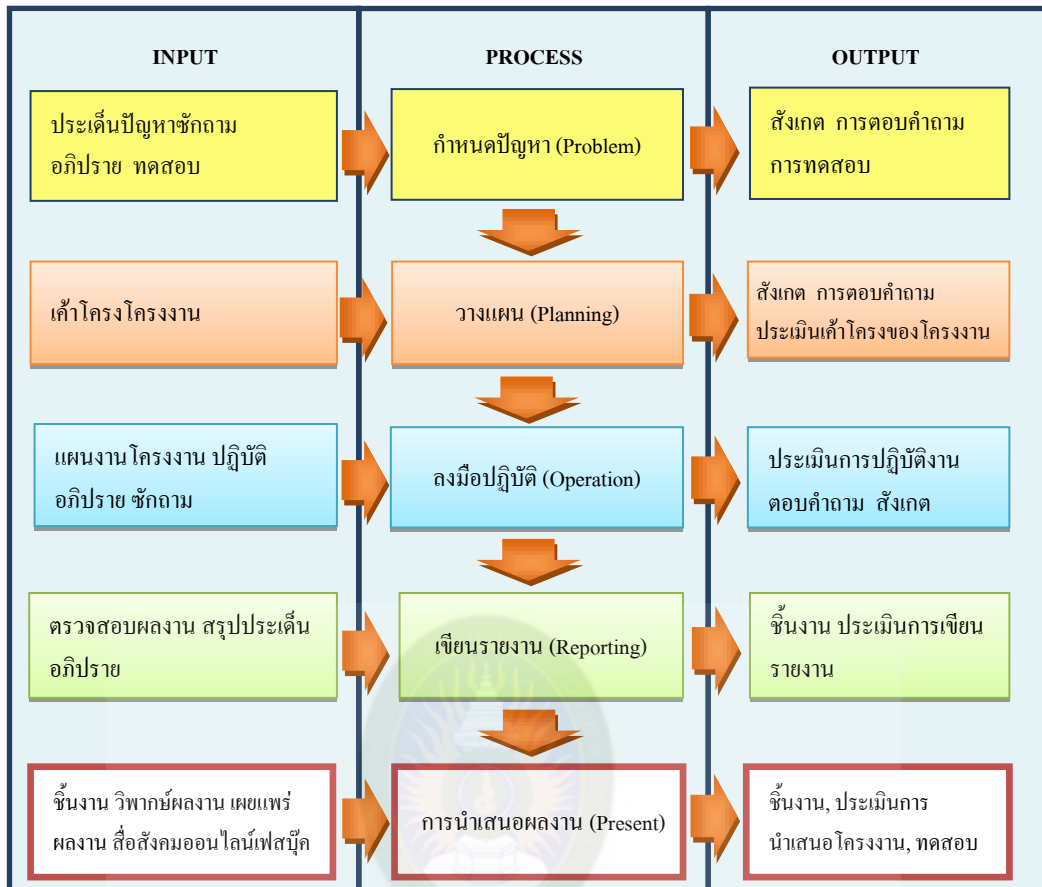 INPUT
PROCESS
OUTPUT
ประเด็นปัญหาซักถาม
อภิปราย ทดสอบ
กำหนดปัญหา (Problem)
สังเกต การตอบคำถาม
การทดสอบ
เค้าโครงโครงงาน
วางแผน (Planning)
สังเกต การตอบคำถาม
ประเมินเค้าโครงของโครงงาน
แผนงานโครงงาน ปฏิบัติ
อภิปราย ซักถาม
ลงมือปฏิบัติ (Operation)
ประเมินการปฏิบัติงาน
ตอบคำถาม สังเกต
ตรวจสอบผลงาน สรุปประเด็น
อภิปราย
เขียนรายงาน (Reporting)
ชิ้นงาน ประเมินการเขียน
รายงาน
ชิ้นงาน วิพากษ์ผลงาน เผยแพร่
ผลงาน สื่อสังคมออนไลน์เฟสบุ๊ค
การนำเสนอผลงาน (Present)
ชิ้นงาน, ประเมินการ
นำเสนอโครงงาน, ทดสอบ